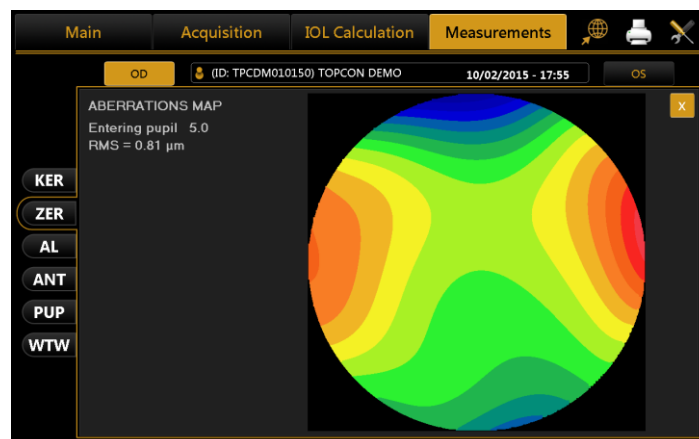 Main Acquisition IOL Calculation Measurements
OD (ID: TPCDM010150) TOPCON DEMO 10/02/2015 - 17:55 OS
ABERRATIONS MAP X
Entering pupil 5.0
RMS = 0.81 µm
KER
ZER
AL
ANT
PUP
WTW